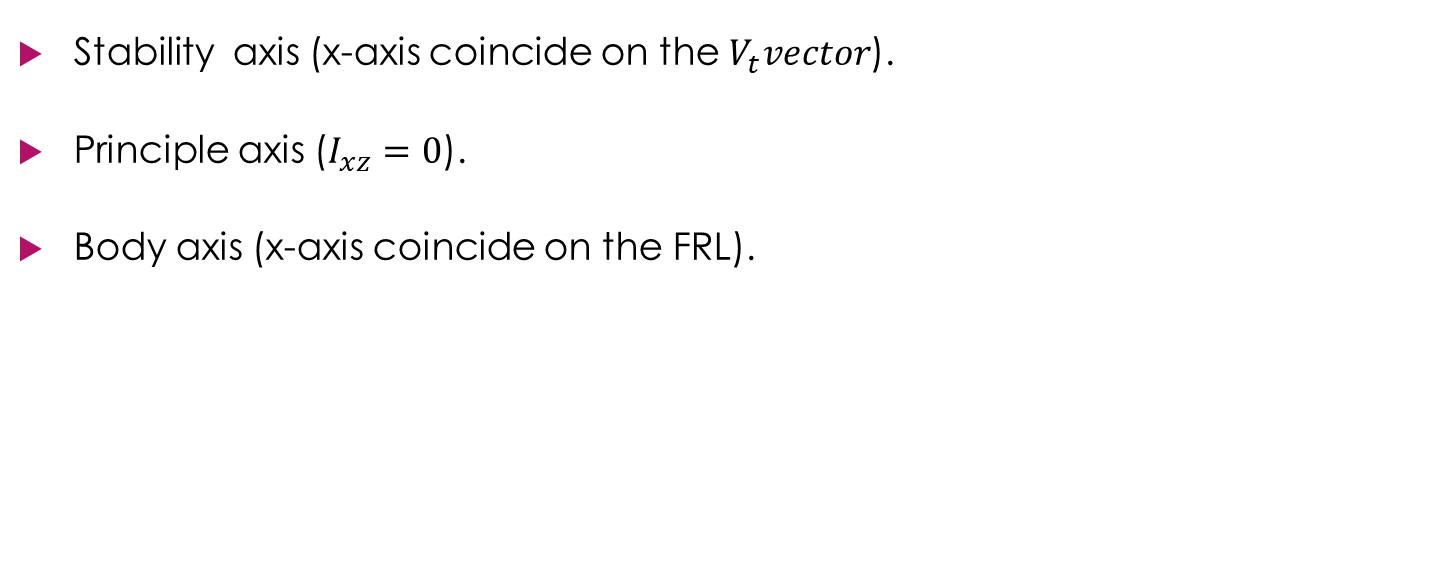 ▶ Stability axis (x-axis coincide on the V_t vector).
▶ Principle axis (I_xz = 0).
▶ Body axis (x-axis coincide on the FRL).